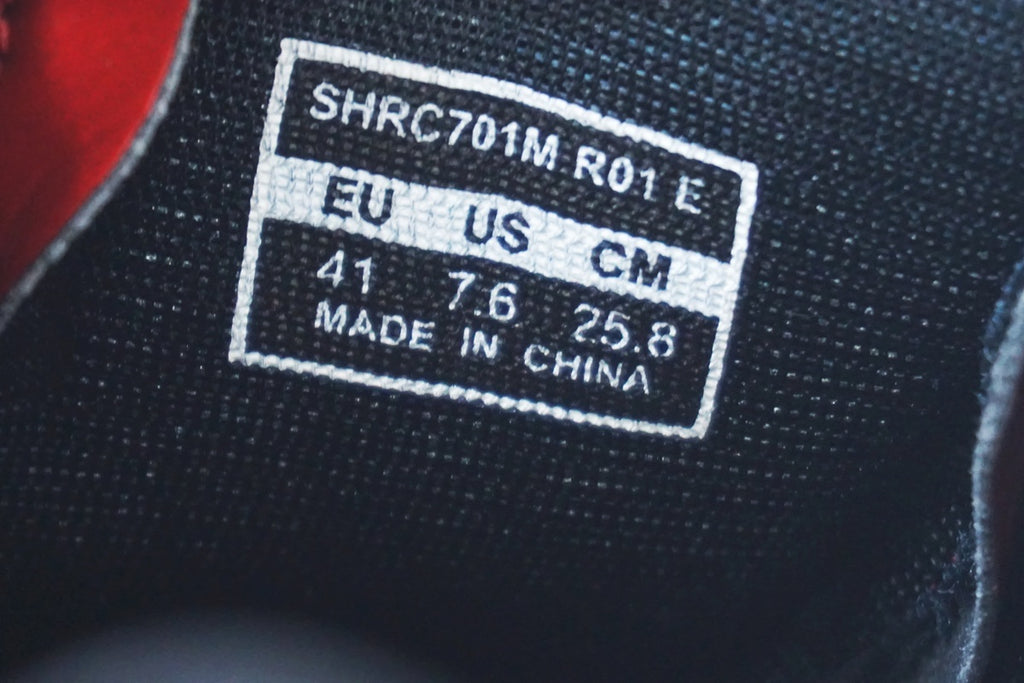 SHRC701M R01 E
EU US CM
41 7.6 25.8
MADE IN CHINA